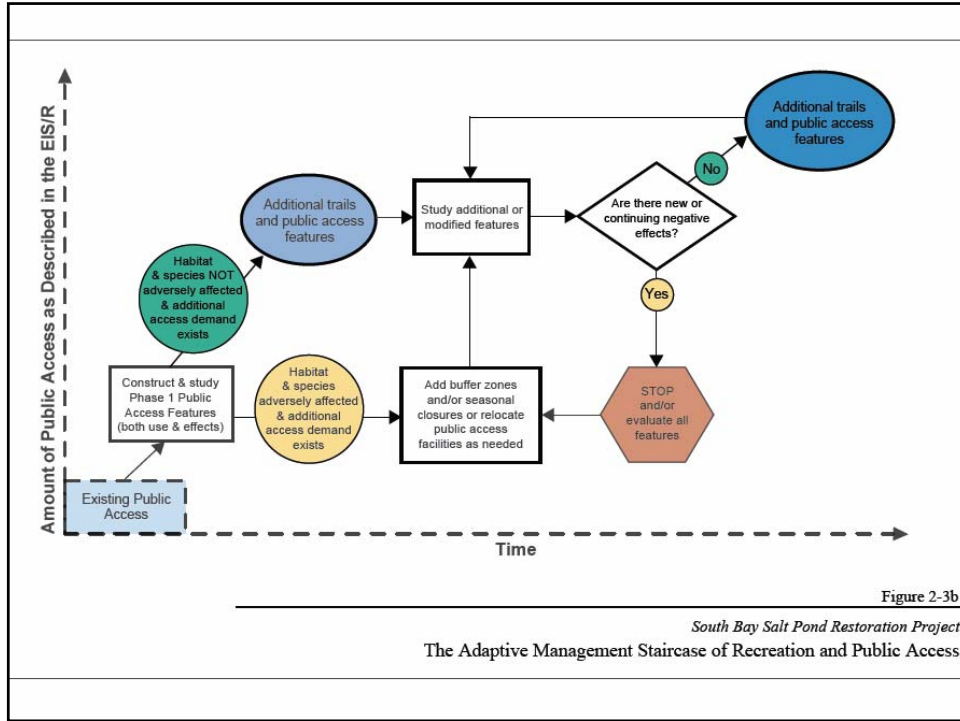 Amount of Public Access as Described in the EIS/R
Additional trails
and public access
features
No
Additional trails
and public access
features
Study additional or
modified features
Are there new or
continuing negative
effects?
Habitat
& species NOT
adversely affected
& additional
access demand
exists
Yes
Construct & study
Phase 1 Public
Access Features
(both use & effects)
Habitat
& species
adversely affected
& additional
access demand
exists
Add buffer zones
and/or seasonal
closures or relocate
public access
facilities as needed
STOP
and/or
evaluate all
features
Existing Public
Access
Time
Figure 2-3b
South Bay Salt Pond Restoration Project
The Adaptive Management Staircase of Recreation and Public Access